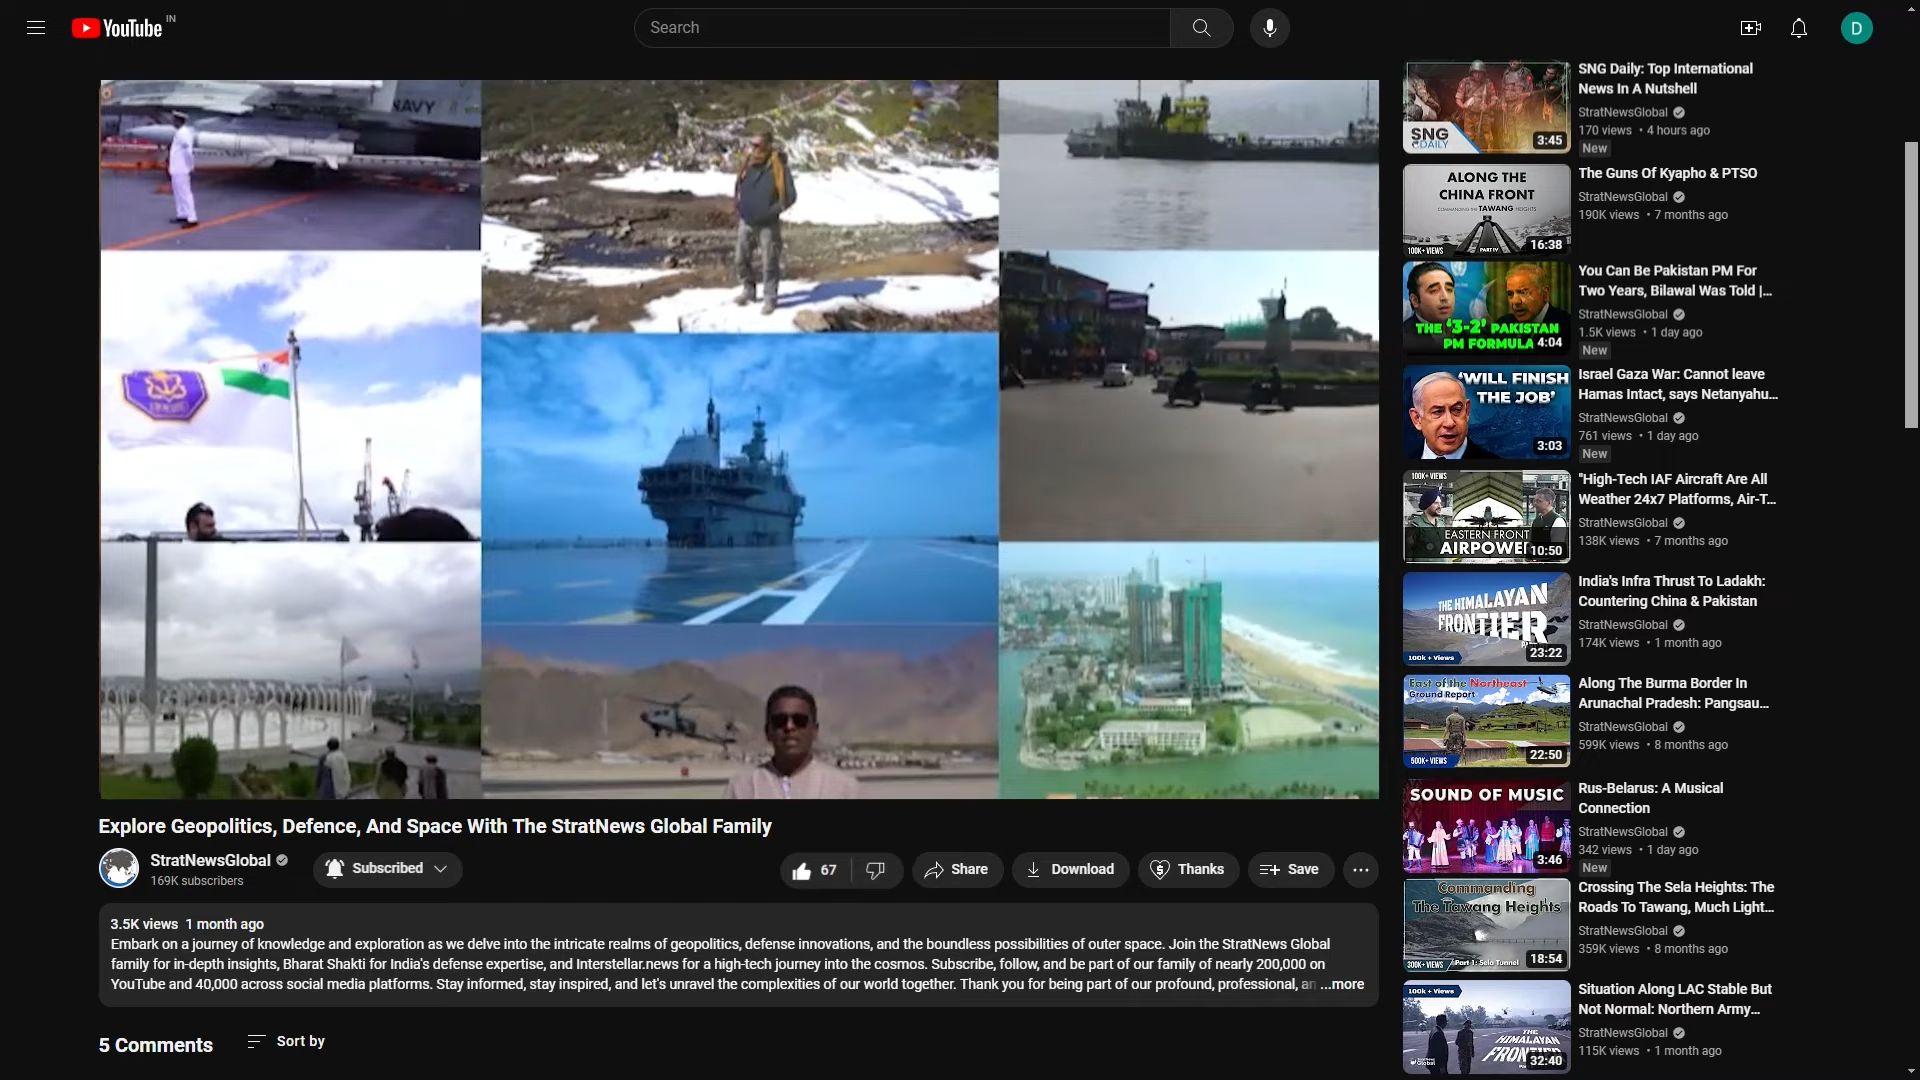 YouTube IN
Search
D
NAVY
Explore Geopolitics, Defence, And Space With The StratNews Global Family
StratNewsGlobal
169K subscribers
Subscribed
67
Share
Download
Thanks
Save
3.5K views 1 month ago
Embark on a journey of knowledge and exploration as we delve into the intricate realms of geopolitics, defense innovations, and the boundless possibilities of outer space. Join the StratNews Global
family for in-depth insights, Bharat Shakti for India's defense expertise, and Interstellar.news for a high-tech journey into the cosmos. Subscribe, follow, and be part of our family of nearly 200,000 on
YouTube and 40,000 across social media platforms. Stay informed, stay inspired, and let's unravel the complexities of our world together. Thank you for being part of our profound, professional, an ...more
5 Comments
Sort by
SNG
DAILY
3:45
SNG Daily: Top International
News In A Nutshell
StratNewsGlobal
170 views • 4 hours ago
New
ALONG THE
CHINA FRONT
COMMANDING THE TAWANG HEIGHTS
100K+ VIEWS
PART IV
16:38
The Guns Of Kyapho & PTSO
StratNewsGlobal
190K views • 7 months ago
THE '3-2' PAKISTAN
PM FORMULA
4:04
You Can Be Pakistan PM For
Two Years, Bilawal Was Told |...
StratNewsGlobal
1.5K views • 1 day ago
New
'WILL FINISH
THE JOB'
3:03
Israel Gaza War: Cannot leave
Hamas Intact, says Netanyahu...
StratNewsGlobal
761 views • 1 day ago
New
100K+ VIEWS
EASTERN FRONT
AIRPOWE
10:50
"High-Tech IAF Aircraft Are All
Weather 24x7 Platforms, Air-T...
StratNewsGlobal
138K views • 7 months ago
THE HIMALAYAN
FRONTIER
100k + Views
23:22
India's Infra Thrust To Ladakh:
Countering China & Pakistan
StratNewsGlobal
174K views • 1 month ago
East of the Northeast
Ground Report
500K+ VIEWS
22:50
Along The Burma Border In
Arunachal Pradesh: Pangsau...
StratNewsGlobal
599K views • 8 months ago
SOUND OF MUSIC
3:46
Rus-Belarus: A Musical
Connection
StratNewsGlobal
342 views • 1 day ago
New
Commanding
The Tawang Heights
300K+ VIEWS
Part 1: Sela Tunnel
18:54
Crossing The Sela Heights: The
Roads To Tawang, Much Light...
StratNewsGlobal
359K views • 8 months ago
100k + Views
THE
HIMALAYAN
FRONTIER
32:40
Situation Along LAC Stable But
Not Normal: Northern Army...
StratNewsGlobal
115K views • 1 month ago